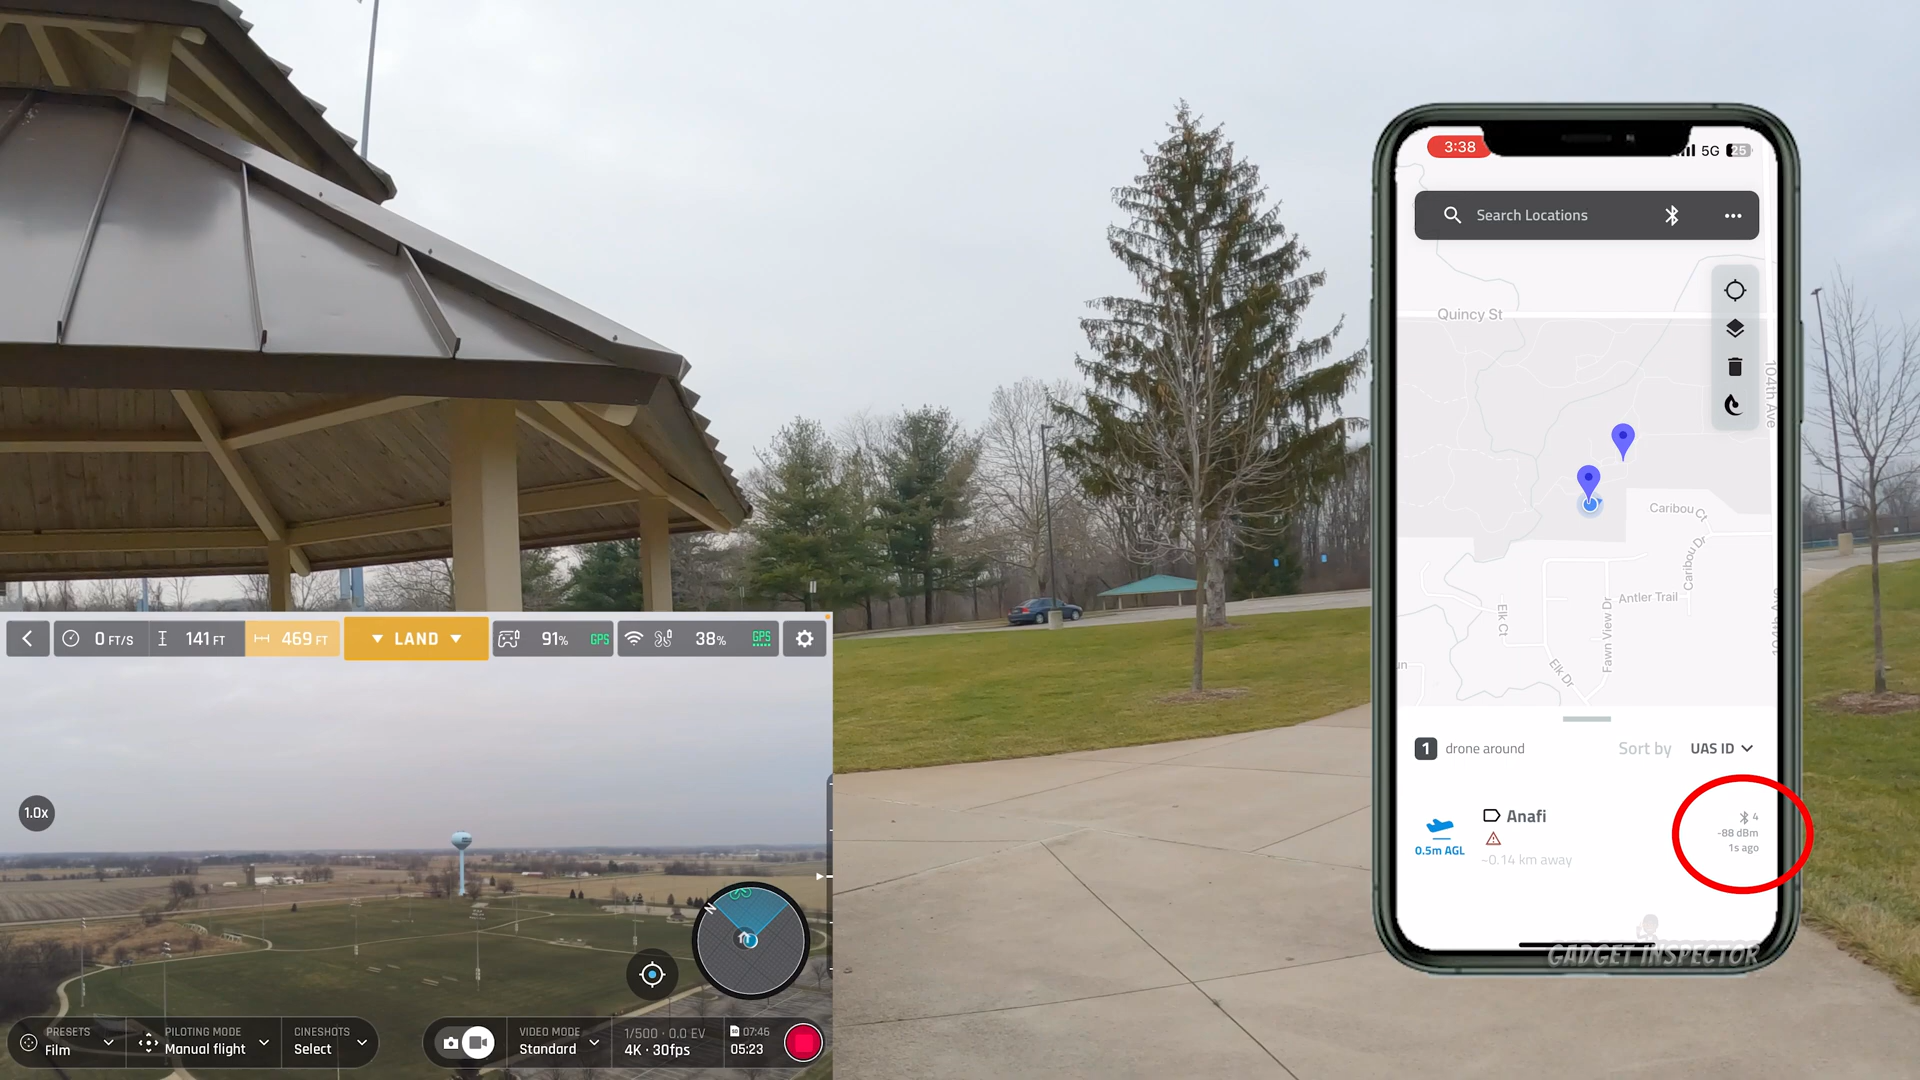 3:38
5G
25
Search Locations
Quincy St
104th Ave
Caribou Ct
Caribou Dr
Antler Trail
Elk Ct
Fawn View Dr
Elk Dr
1 drone around
Sort by UAS ID
Anafi
0.5m AGL
~0.14 km away
4
-88 dBm
1s ago
GADGET INSPECTOR
0 FT/S
141 FT
469 FT
LAND
91%
GPS
38%
GPS
1.0x
N
PRESETS
Film
PILOTING MODE
Manual flight
CINESHOTS
Select
VIDEO MODE
Standard
1/500 · 0.0 EV
4K · 30fps
07:46
05:23